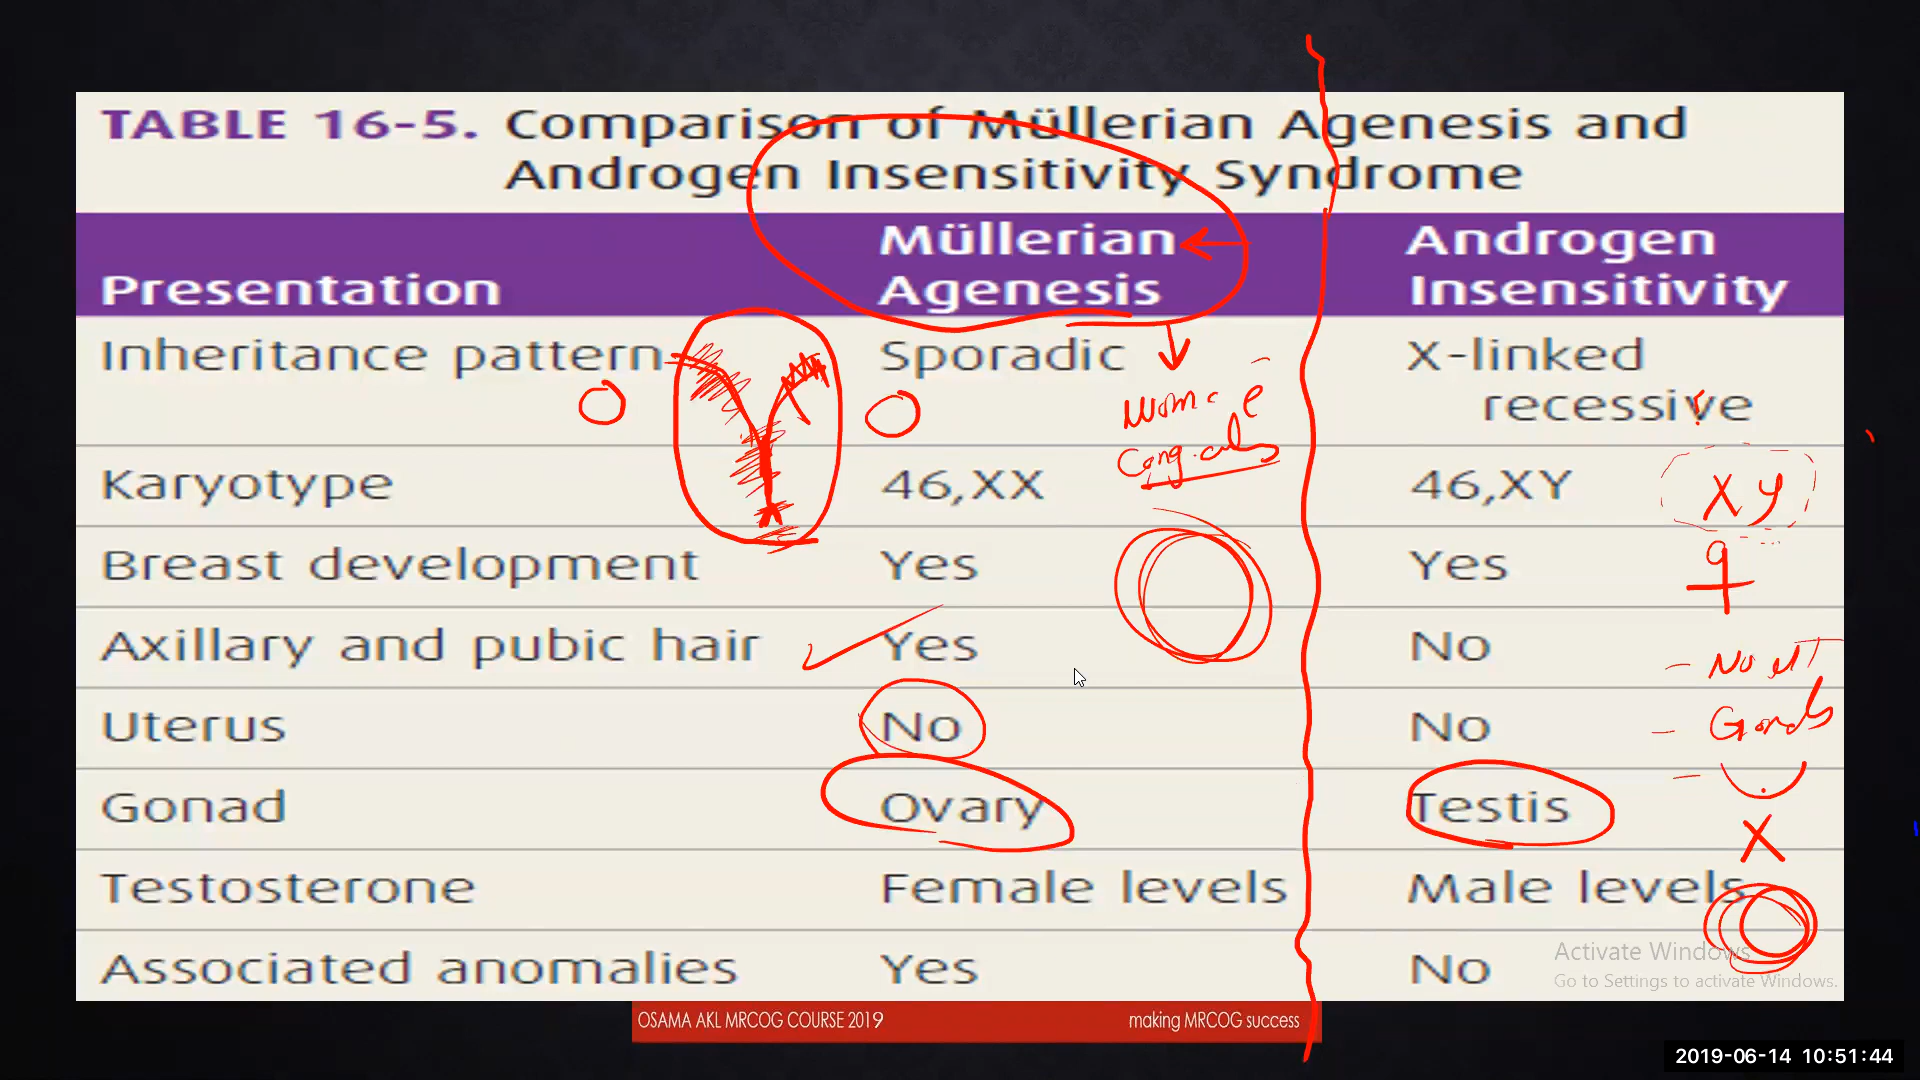 TABLE 16-5. Comparison of Müllerian Agenesis and
Androgen Insensitivity Syndrome
Presentation Müllerian Agenesis Androgen Insensitivity
Inheritance pattern Sporadic X-linked recessive
Karyotype 46,XX 46,XY XY
Breast development Yes Yes
Axillary and pubic hair Yes No
Uterus No No
Gonad Ovary Testis
Testosterone Female levels Male levels
Associated anomalies Yes No
Activate Windows
Go to Settings to activate Windows.
OSAMA AKL MRCOG COURSE 2019 making MRCOG success
2019-06-14 10:51:44